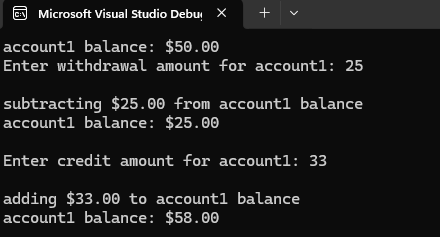 Microsoft Visual Studio Debu
account1 balance: $50.00
Enter withdrawal amount for account1: 25
subtracting $25.00 from account1 balance
account1 balance: $25.00
Enter credit amount for account1: 33
adding $33.00 to account1 balance
account1 balance: $58.00